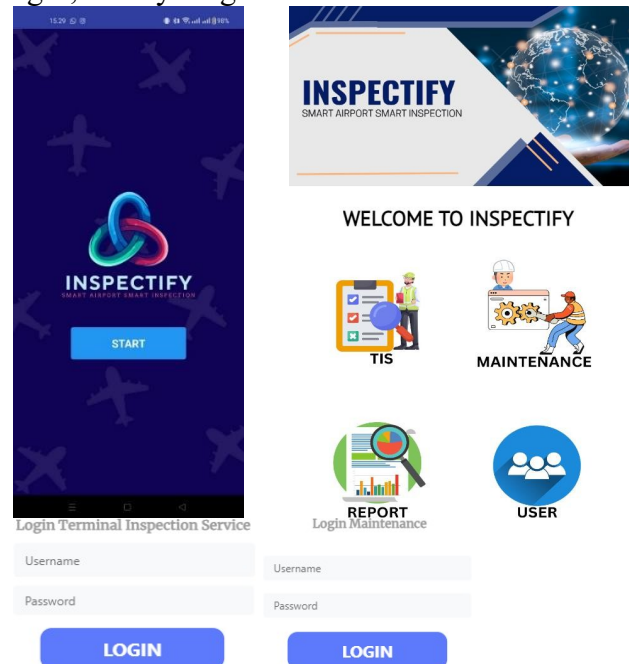 15.29
98%
INSPECTIFY
SMART AIRPORT SMART INSPECTION
START
INSPECTIFY
SMART AIRPORT SMART INSPECTION
WELCOME TO INSPECTIFY
TIS
MAINTENANCE
REPORT
USER
Login Terminal Inspection Service
Username
Password
LOGIN
Login Maintenance
Username
Password
LOGIN